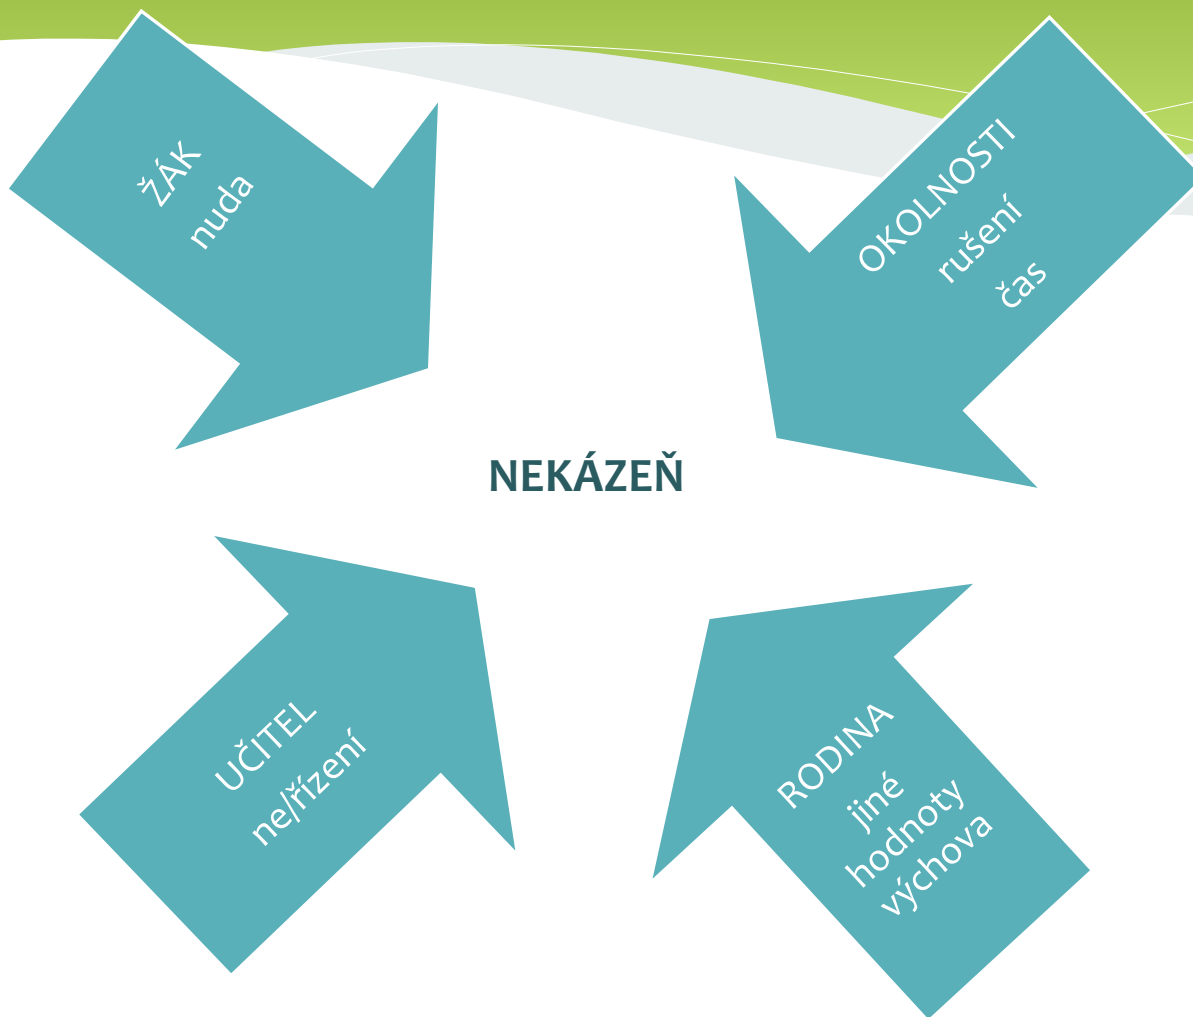 ŽÁK
nuda
OKOLNOSTI
rušení
čas
NEKÁZEŇ
UČITEL
ne/řízení
RODINA
jiné
hodnoty
výchova